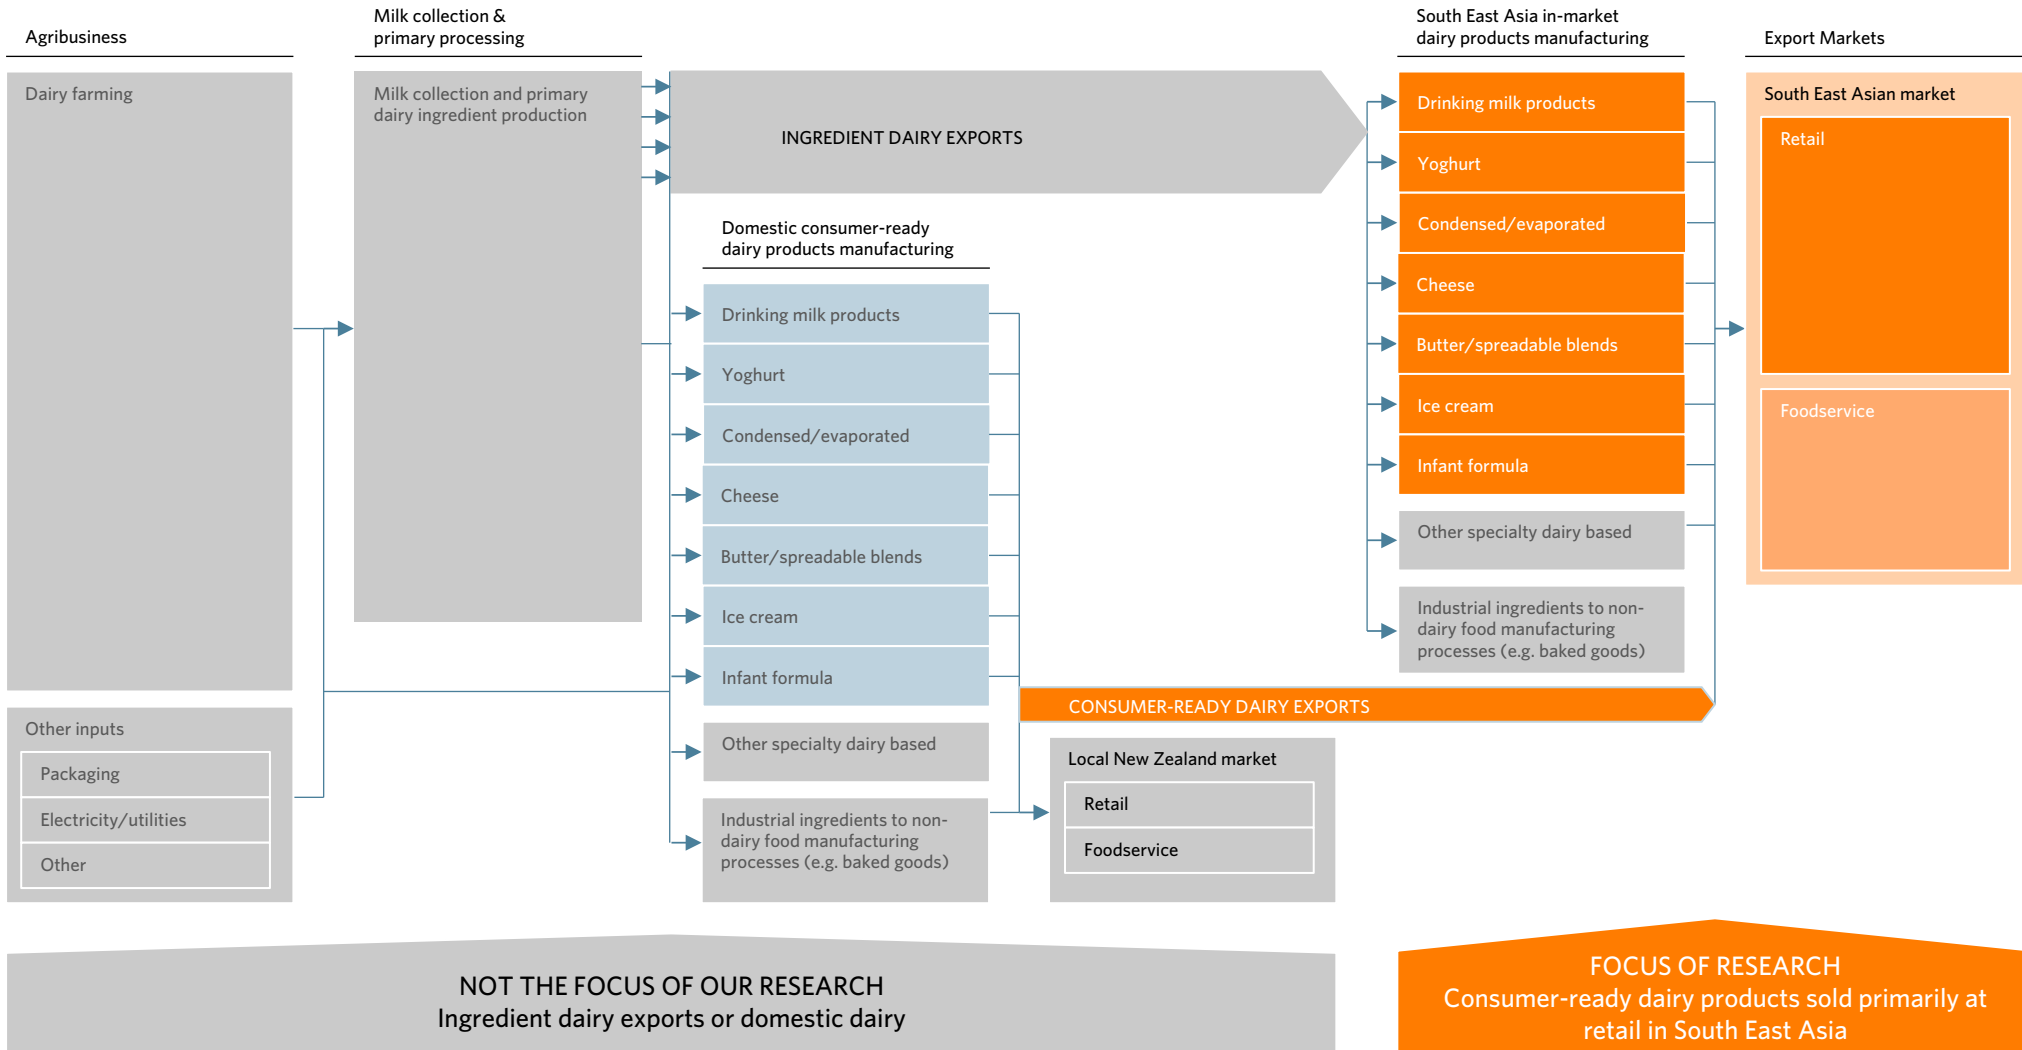 Agribusiness
Dairy farming
Other inputs
Packaging
Electricity/utilities
Other
Milk collection &
primary processing
Milk collection and primary
dairy ingredient production
INGREDIENT DAIRY EXPORTS
Domestic consumer-ready
dairy products manufacturing
Drinking milk products
Yoghurt
Condensed/evaporated
Cheese
Butter/spreadable blends
Ice cream
Infant formula
Other specialty dairy based
Industrial ingredients to non-
dairy food manufacturing
processes (e.g. baked goods)
CONSUMER-READY DAIRY EXPORTS
Local New Zealand market
Retail
Foodservice
South East Asia in-market
dairy products manufacturing
Drinking milk products
Yoghurt
Condensed/evaporated
Cheese
Butter/spreadable blends
Ice cream
Infant formula
Other specialty dairy based
Industrial ingredients to non-
dairy food manufacturing
processes (e.g. baked goods)
Export Markets
South East Asian market
Retail
Foodservice
NOT THE FOCUS OF OUR RESEARCH
Ingredient dairy exports or domestic dairy
FOCUS OF RESEARCH
Consumer-ready dairy products sold primarily at
retail in South East Asia